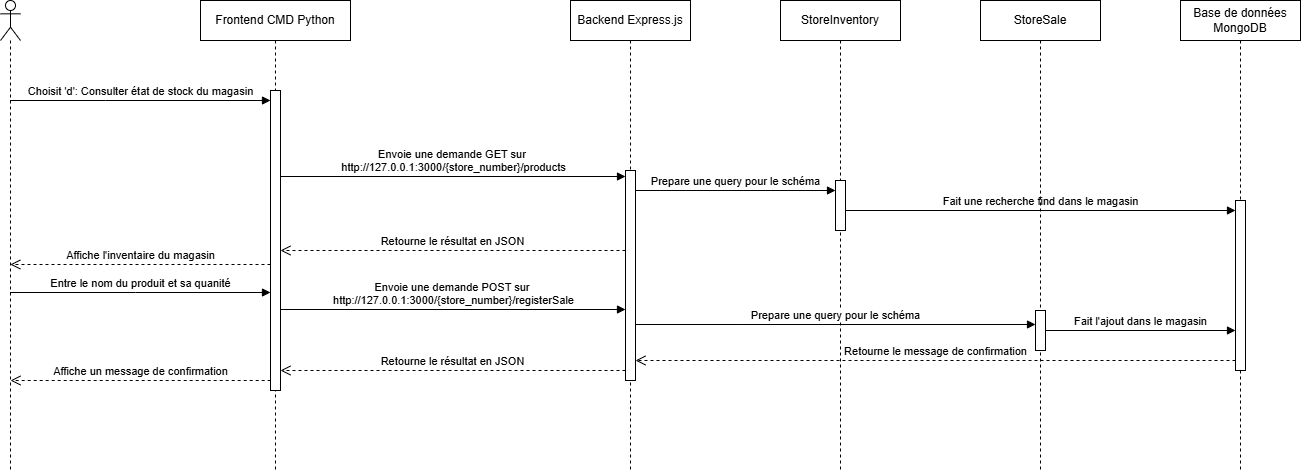 Frontend CMD Python
Backend Express.js
StoreInventory
StoreSale
Base de données
MongoDB
Choisit 'd': Consulter état de stock du magasin
Envoie une demande GET sur
http://127.0.0.1:3000/{store_number}/products
Prepare une query pour le schéma
Fait une recherche find dans le magasin
Retourne le résultat en JSON
Affiche l'inventaire du magasin
Entre le nom du produit et sa quanité
Envoie une demande POST sur
http://127.0.0.1:3000/{store_number}/registerSale
Prepare une query pour le schéma
Fait l'ajout dans le magasin
Retourne le message de confirmation
Retourne le résultat en JSON
Affiche un message de confirmation